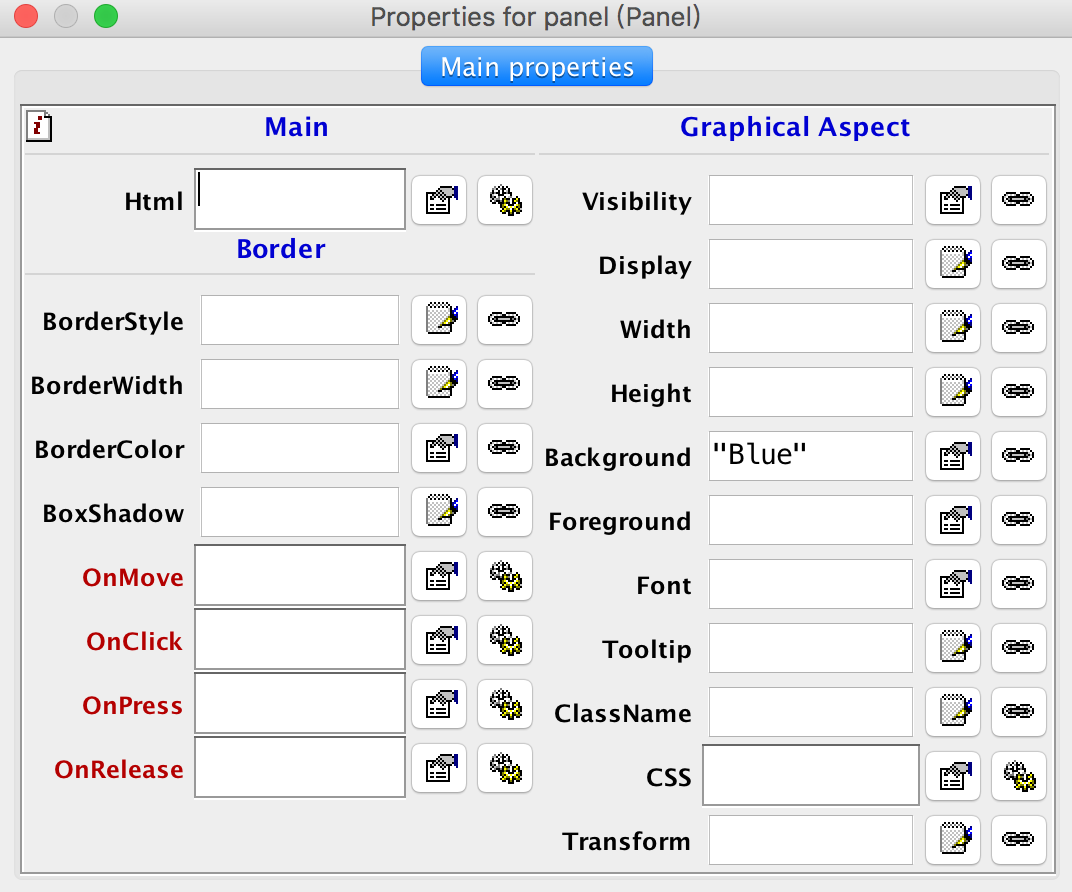 Properties for panel (Panel)
Main properties
i
Main
Html
Border
BorderStyle
BorderWidth
BorderColor
BoxShadow
OnMove
OnClick
OnPress
OnRelease
Graphical Aspect
Visibility
Display
Width
Height
Background "Blue"
Foreground
Font
Tooltip
ClassName
CSS
Transform